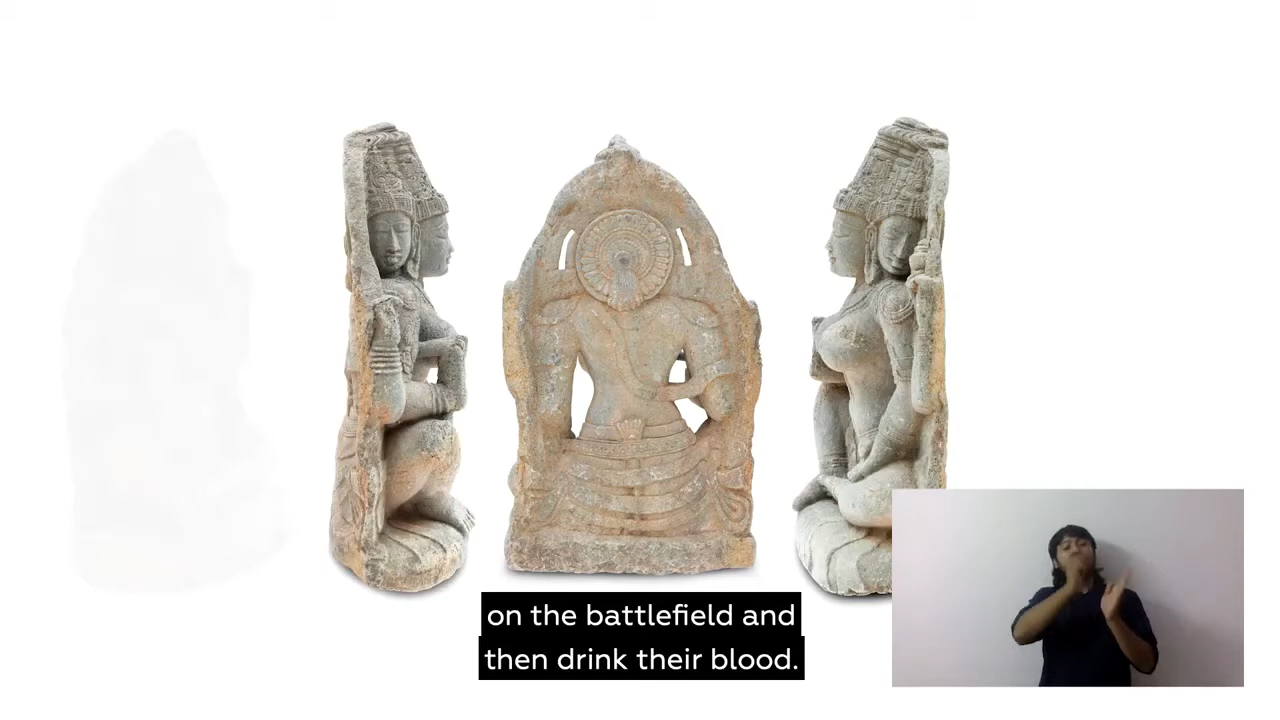 on the battlefield and
then drink their blood.